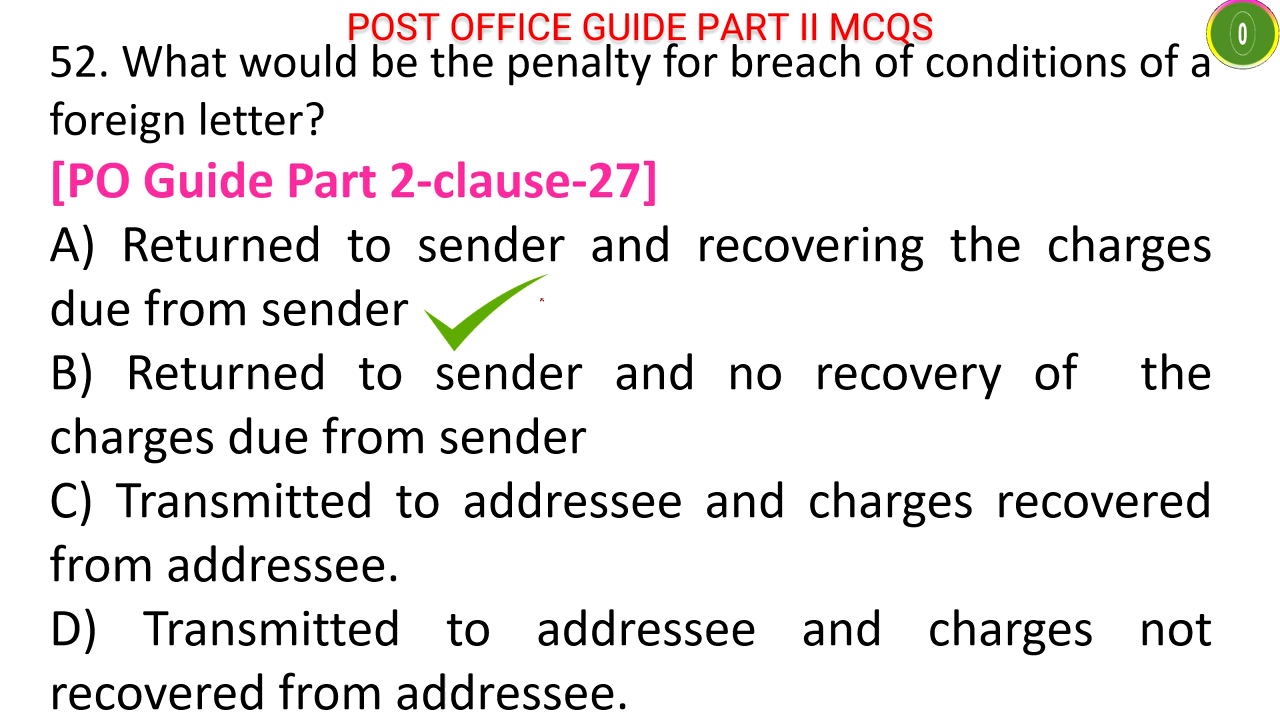 POST OFFICE GUIDE PART II MCQS
0
52. What would be the penalty for breach of conditions of a
foreign letter?
[PO Guide Part 2-clause-27]
A) Returned to sender and recovering the charges
due from sender
B) Returned to sender and no recovery of the
charges due from sender
C) Transmitted to addressee and charges recovered
from addressee.
D) Transmitted to addressee and charges not
recovered from addressee.